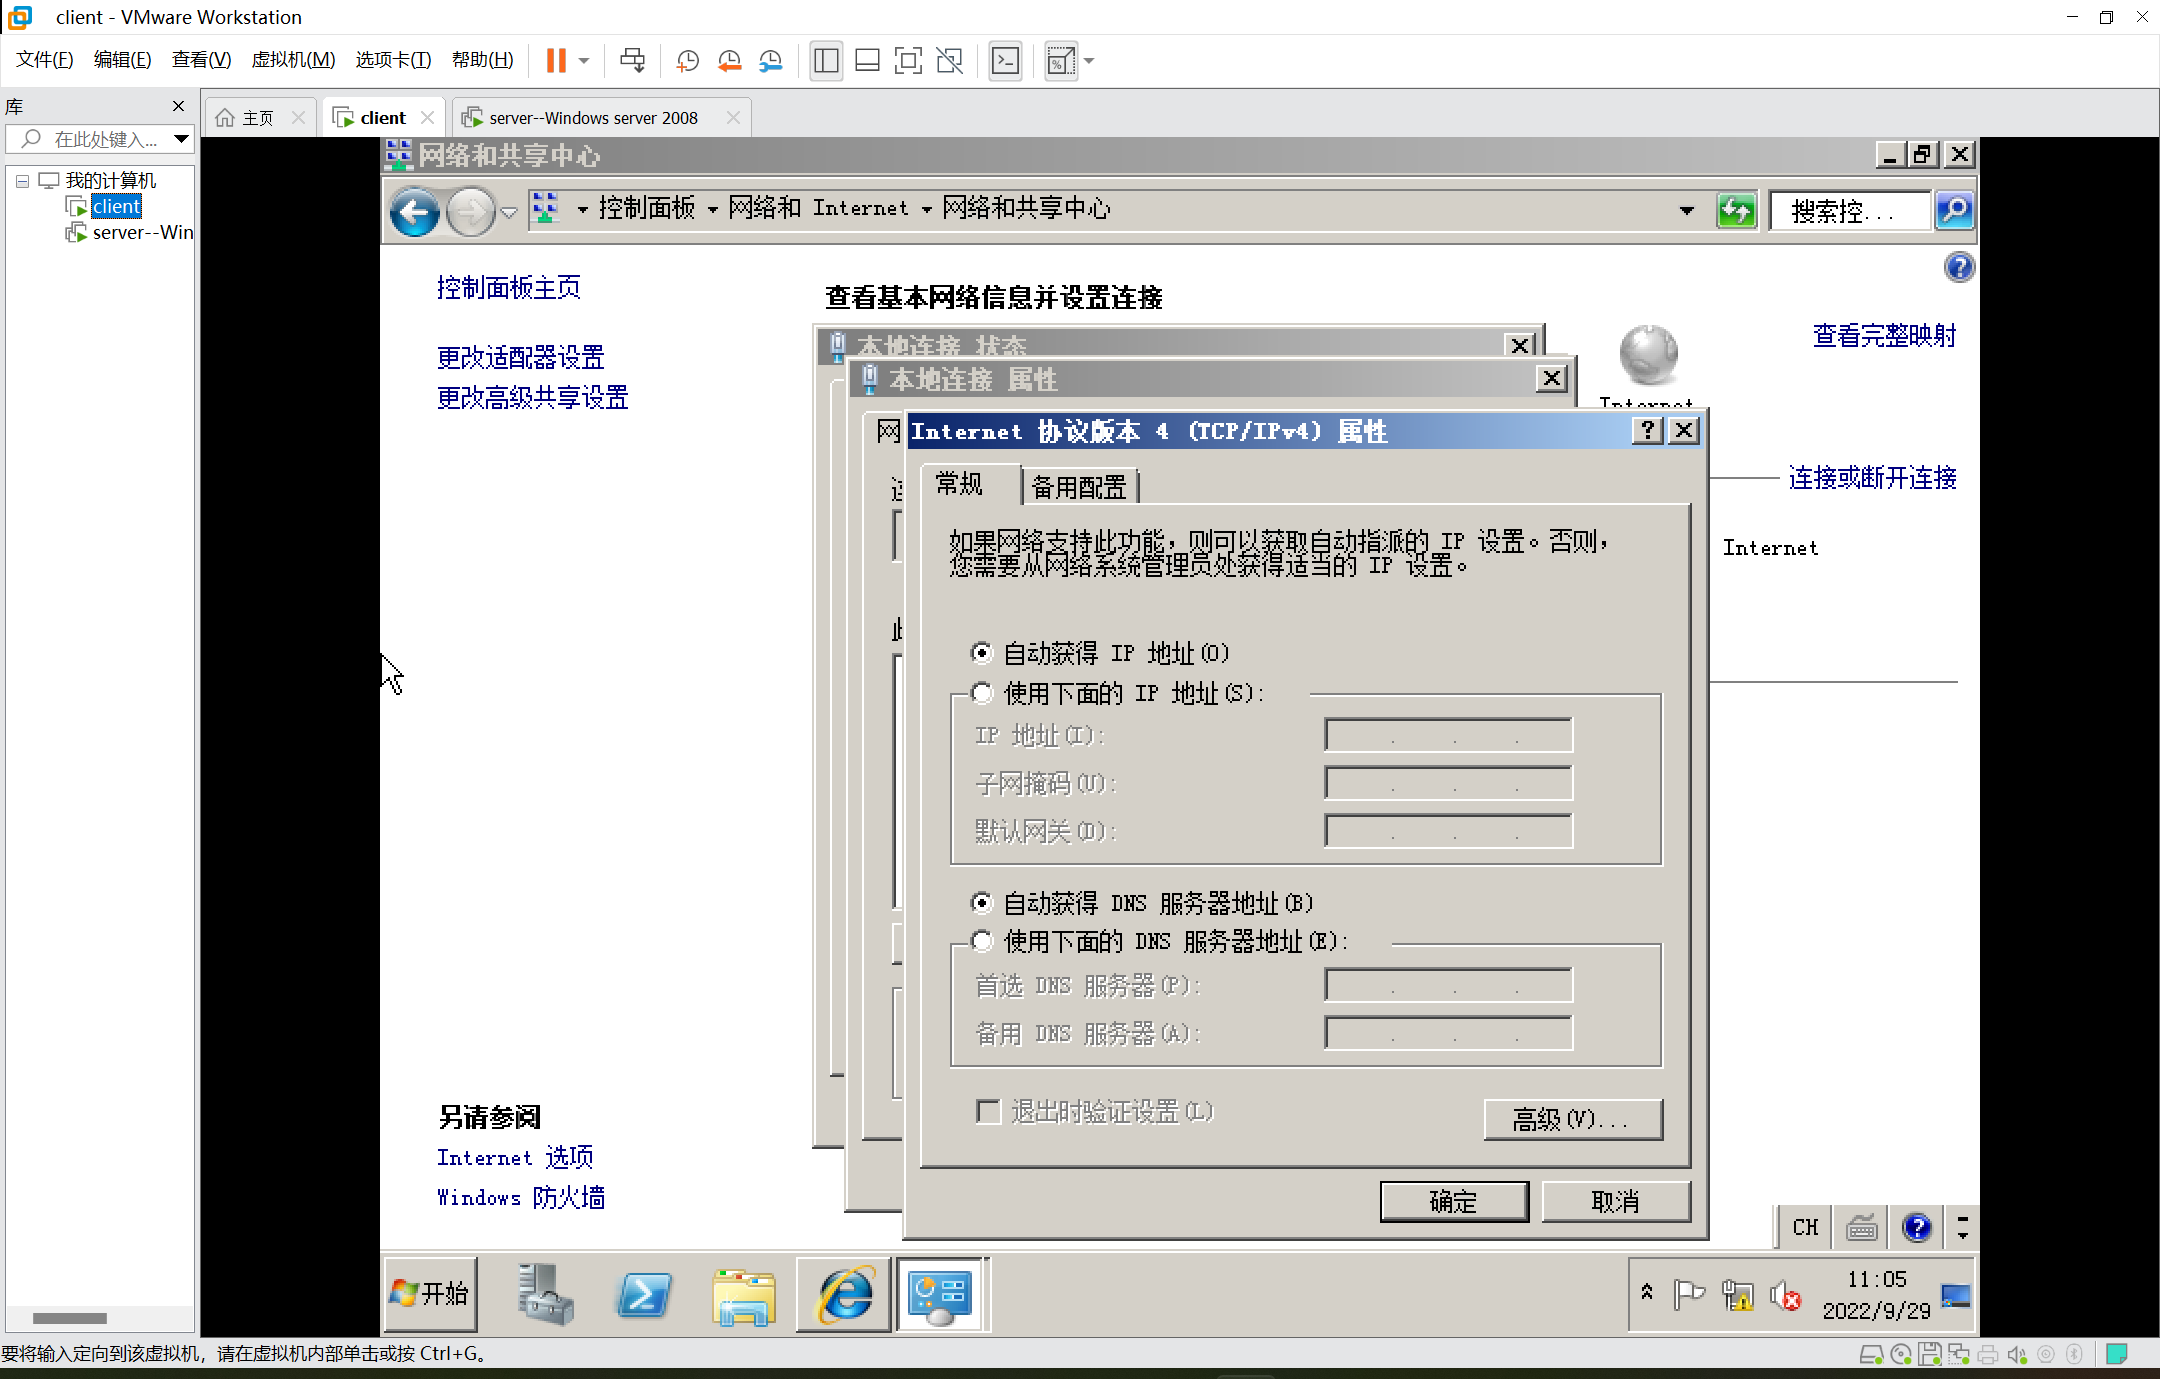 client - VMware Workstation
文件(F) 编辑(E) 查看(V) 虚拟机(M) 选项卡(T) 帮助(H)
库
在此处键入...
我的计算机
client
server--Win
主页
client
server--Windows server 2008
网络和共享中心
控制面板 网络和 Internet 网络和共享中心
搜索控...
控制面板主页
更改适配器设置
更改高级共享设置
查看基本网络信息并设置连接
查看完整映射
Internet
连接或断开连接
Internet
本地连接 状态
本地连接 属性
网
Internet 协议版本 4 (TCP/IPv4) 属性
常规
备用配置
如果网络支持此功能，则可以获取自动指派的 IP 设置。否则，
您需要从网络系统管理员处获得适当的 IP 设置。
自动获得 IP 地址(O)
使用下面的 IP 地址(S):
IP 地址(I):
子网掩码(U):
默认网关(D):
自动获得 DNS 服务器地址(B)
使用下面的 DNS 服务器地址(E):
首选 DNS 服务器(P):
备用 DNS 服务器(A):
退出时验证设置(L)
高级(V)...
确定
取消
另请参阅
Internet 选项
Windows 防火墙
CH
开始
11:05
2022/9/29
要将输入定向到该虚拟机，请在虚拟机内部单击或按 Ctrl+G。